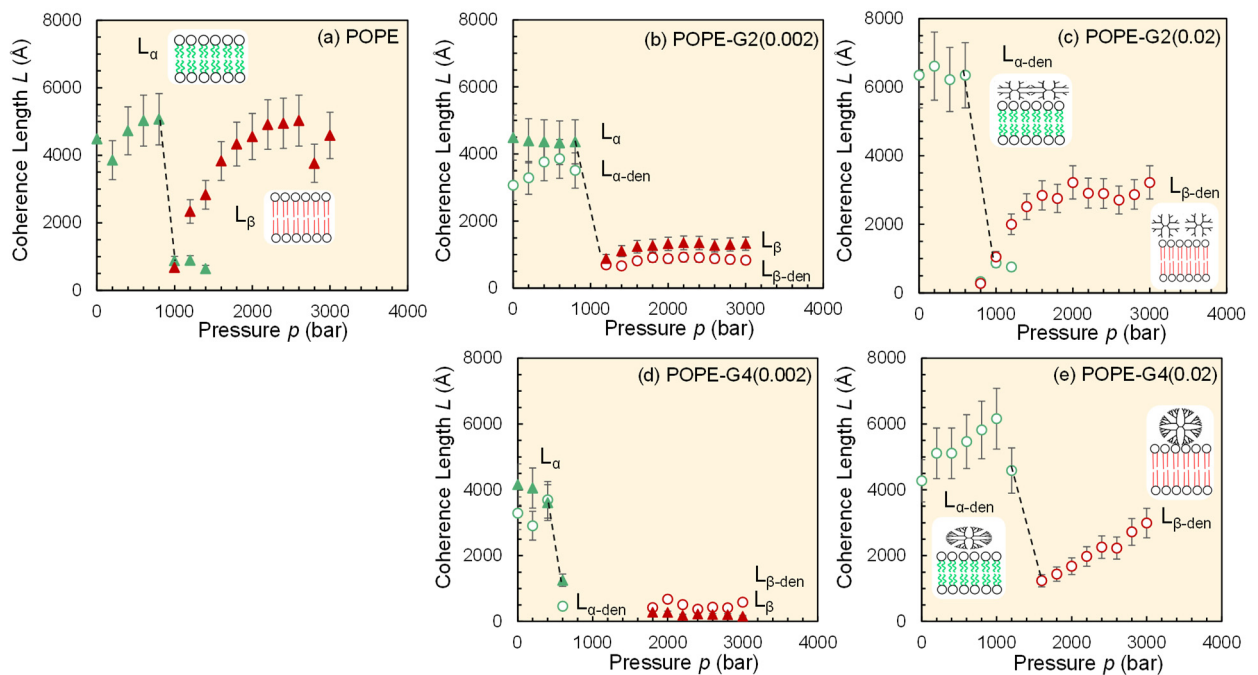 (a) POPE
Lα
Lβ
Coherence Length L (Å)
8000
6000
4000
2000
0
0 1000 2000 3000 4000
Pressure p (bar)
(b) POPE-G2(0.002)
Lα
Lα-den
Lβ
Lβ-den
Coherence Length L (Å)
8000
6000
4000
2000
0
0 1000 2000 3000 4000
Pressure p (bar)
(c) POPE-G2(0.02)
Lα-den
Lβ-den
Coherence Length L (Å)
8000
6000
4000
2000
0
0 1000 2000 3000 4000
Pressure p (bar)
(d) POPE-G4(0.002)
Lα
Lα-den
Lβ-den
Lβ
Coherence Length L (Å)
8000
6000
4000
2000
0
0 1000 2000 3000 4000
Pressure p (bar)
(e) POPE-G4(0.02)
Lα-den
Lβ-den
Coherence Length L (Å)
8000
6000
4000
2000
0
0 1000 2000 3000 4000
Pressure p (bar)